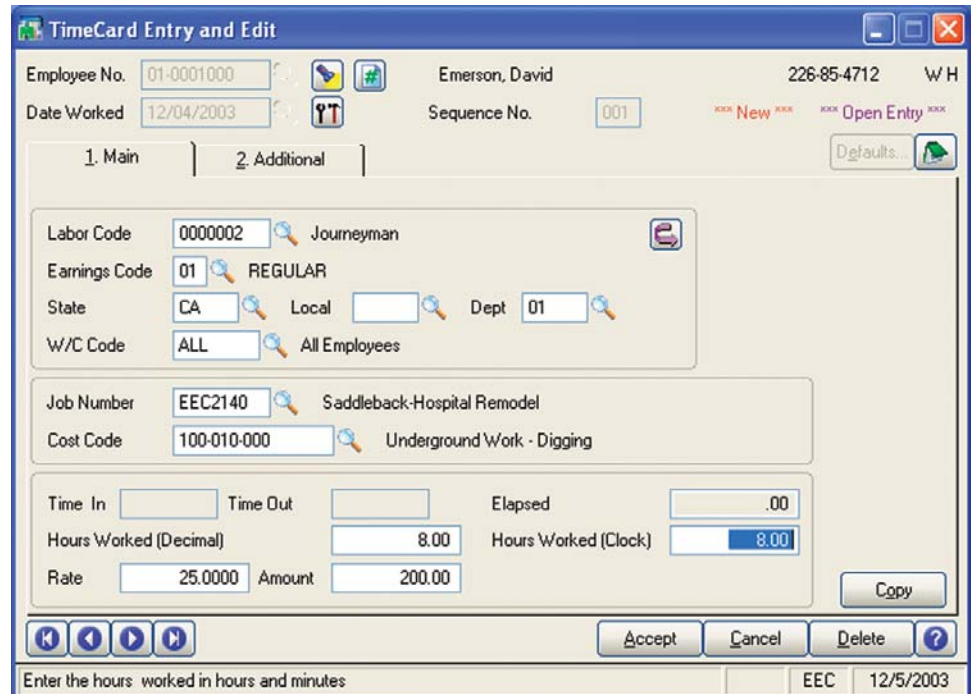 TimeCard Entry and Edit
Employee No. 01-0001000 Emerson, David 226-85-4712 W H
Date Worked 12/04/2003 Sequence No. 001 *** New *** *** Open Entry ***
1. Main 2. Additional Defaults...
Labor Code 0000002 Journeyman
Earnings Code 01 REGULAR
State CA Local Dept 01
W/C Code ALL All Employees
Job Number EEC2140 Saddleback-Hospital Remodel
Cost Code 100-010-000 Underground Work - Digging
Time In Time Out Elapsed .00
Hours Worked (Decimal) 8.00 Hours Worked (Clock) 8.00
Rate 25.0000 Amount 200.00
Copy
Accept Cancel Delete ?
Enter the hours worked in hours and minutes EEC 12/5/2003